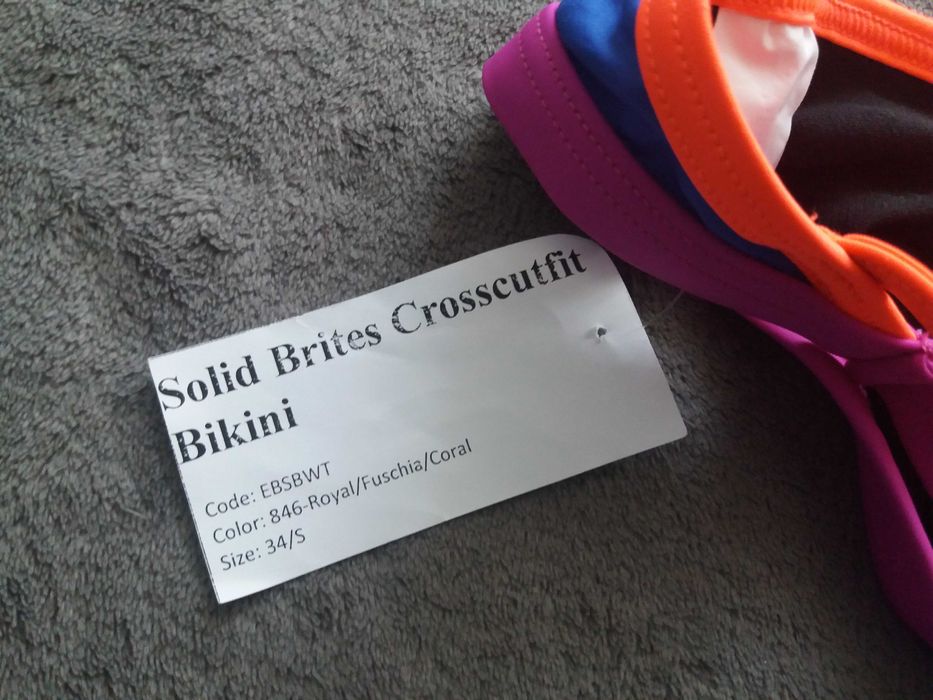 Solid Brites Crosscutfit
Bikini
Code: EBSBWT
Color: 846-Royal/Fuschia/Coral
Size: 34/S